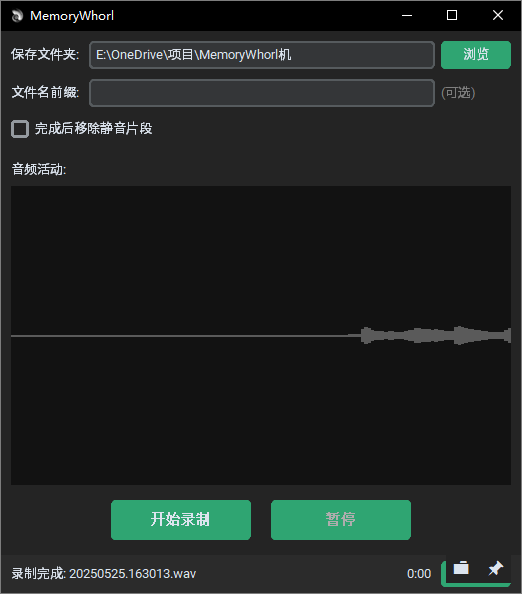 MemoryWhorl
保存文件夹: E:\OneDrive\项目\MemoryWhorl机 浏览
文件名前缀: (可选)
完成后移除静音片段
音频活动:
开始录制 暂停
录制完成: 20250525.163013.wav 0:00